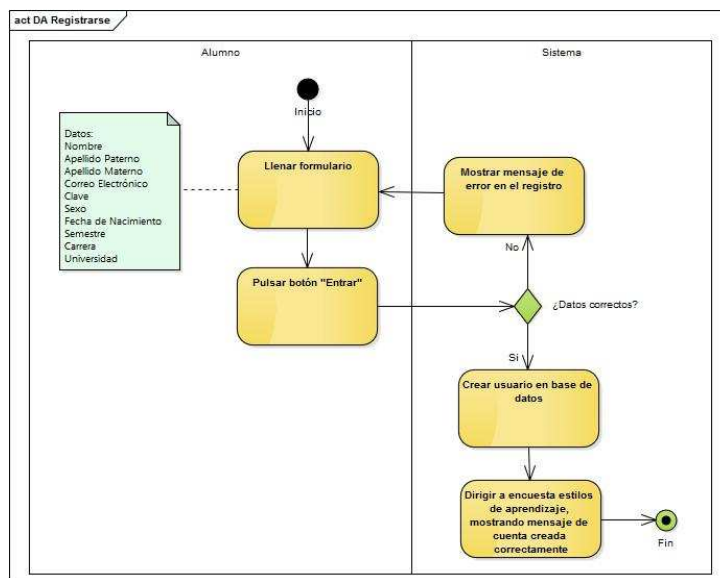 act DA Registrarse
Alumno
Sistema
Inicio
Datos:
Nombre
Apellido Paterno
Apellido Materno
Correo Electrónico
Clave
Sexo
Fecha de Nacimiento
Semestre
Carrera
Universidad
Llenar formulario
Mostrar mensaje de
error en el registro
No
Pulsar botón "Entrar"
¿Datos correctos?
Si
Crear usuario en base de
datos
Dirigir a encuesta estilos
de aprendizaje,
mostrando mensaje de
cuenta creada
correctamente
Fin